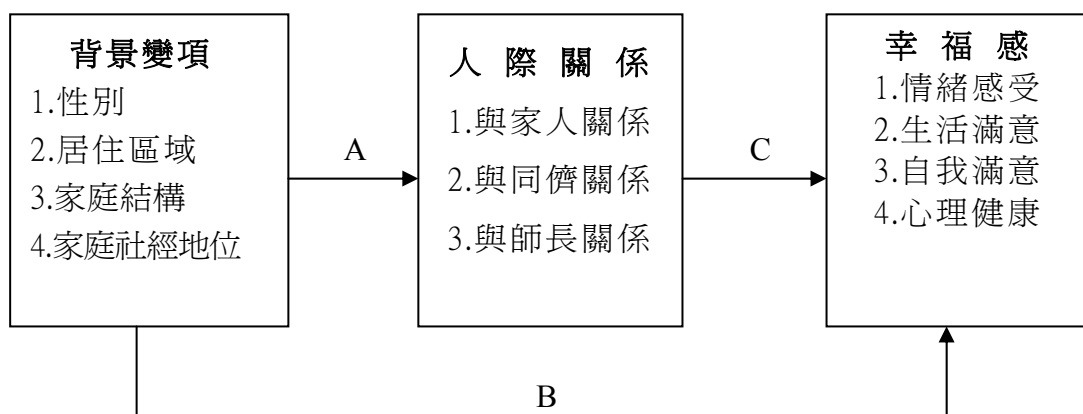 背景變項
1.性別
2.居住區域
3.家庭結構
4.家庭社經地位
A
人際關係
1.與家人關係
2.與同儕關係
3.與師長關係
C
幸福感
1.情緒感受
2.生活滿意
3.自我滿意
4.心理健康
B